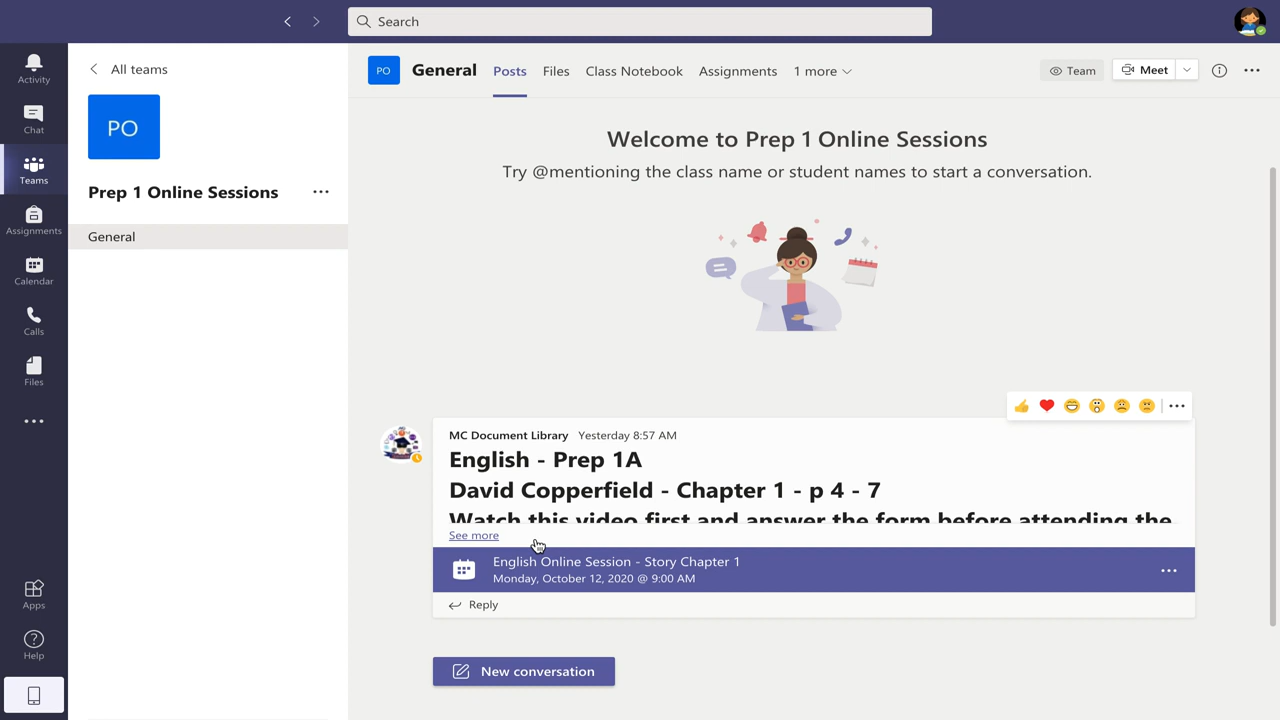 Search
Activity
Chat
Teams
Assignments
Calendar
Calls
Files
Apps
Help
All teams
PO
Prep 1 Online Sessions
General
PO
General
Posts
Files
Class Notebook
Assignments
1 more
Team
Meet
Welcome to Prep 1 Online Sessions
Try @mentioning the class name or student names to start a conversation.
MC Document Library Yesterday 8:57 AM
English - Prep 1A
David Copperfield - Chapter 1 - p 4 - 7
Watch this video first and answer the form before attending the
See more
English Online Session - Story Chapter 1
Monday, October 12, 2020 @ 9:00 AM
Reply
New conversation